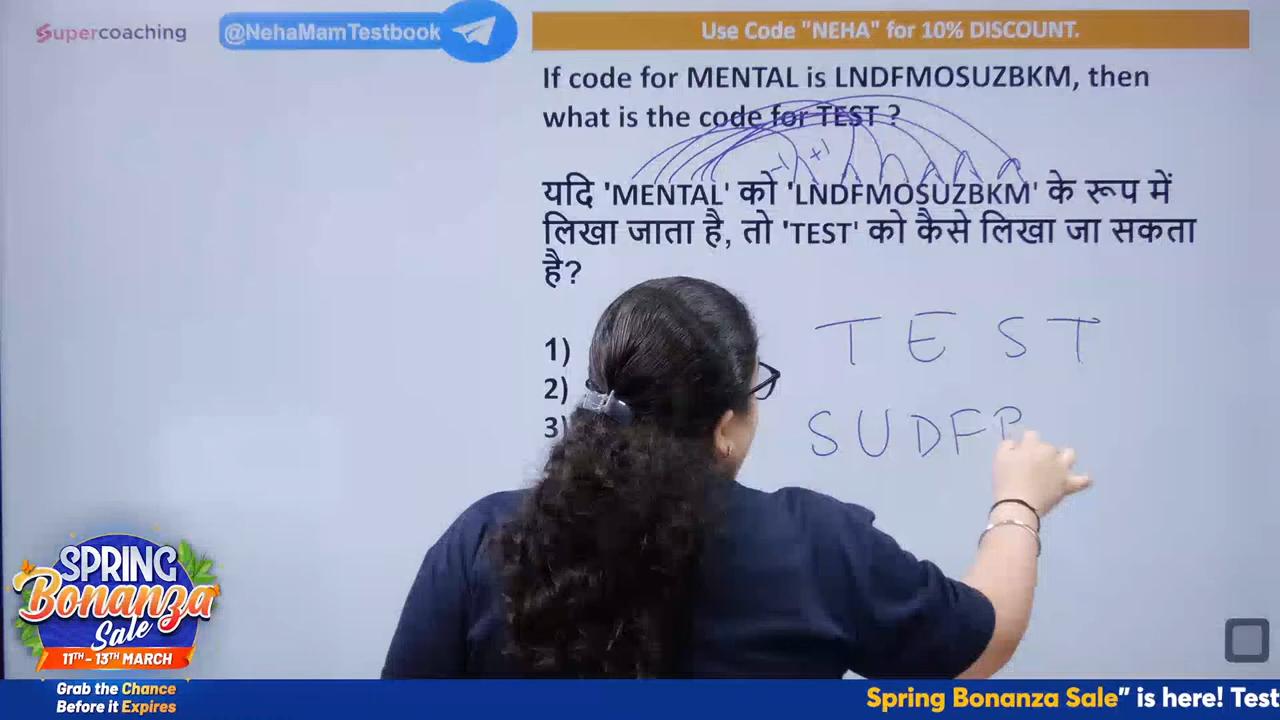 Supercoaching
@NehaMamTestbook
Use Code "NEHA" for 10% DISCOUNT.
If code for MENTAL is LNDFMOSUZBKM, then
what is the code for TEST ?
-1 +1
यदि 'MENTAL' को 'LNDFMOSUZBKM' के रूप में
लिखा जाता है, तो 'TEST' को कैसे लिखा जा सकता
है?
1)
2)
3)
T E S T
S U D F
SPRING
Bonanza
Sale
11TH - 13TH MARCH
Grab the Chance
Before it Expires
Spring Bonanza Sale" is here! Test